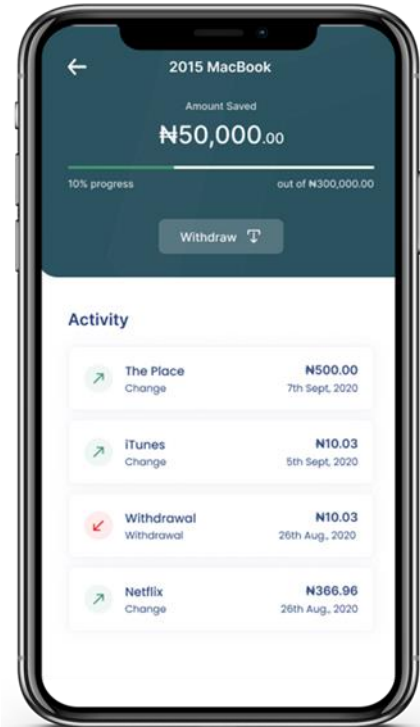 2015 MacBook
Amount Saved
₦50,000.00
10% progress out of ₦300,000.00
Withdraw
Activity
The Place ₦500.00
Change 7th Sept, 2020
iTunes ₦10.03
Change 5th Sept, 2020
Withdrawal ₦10.03
Withdrawal 26th Aug., 2020
Netflix ₦366.96
Change 26th Aug., 2020